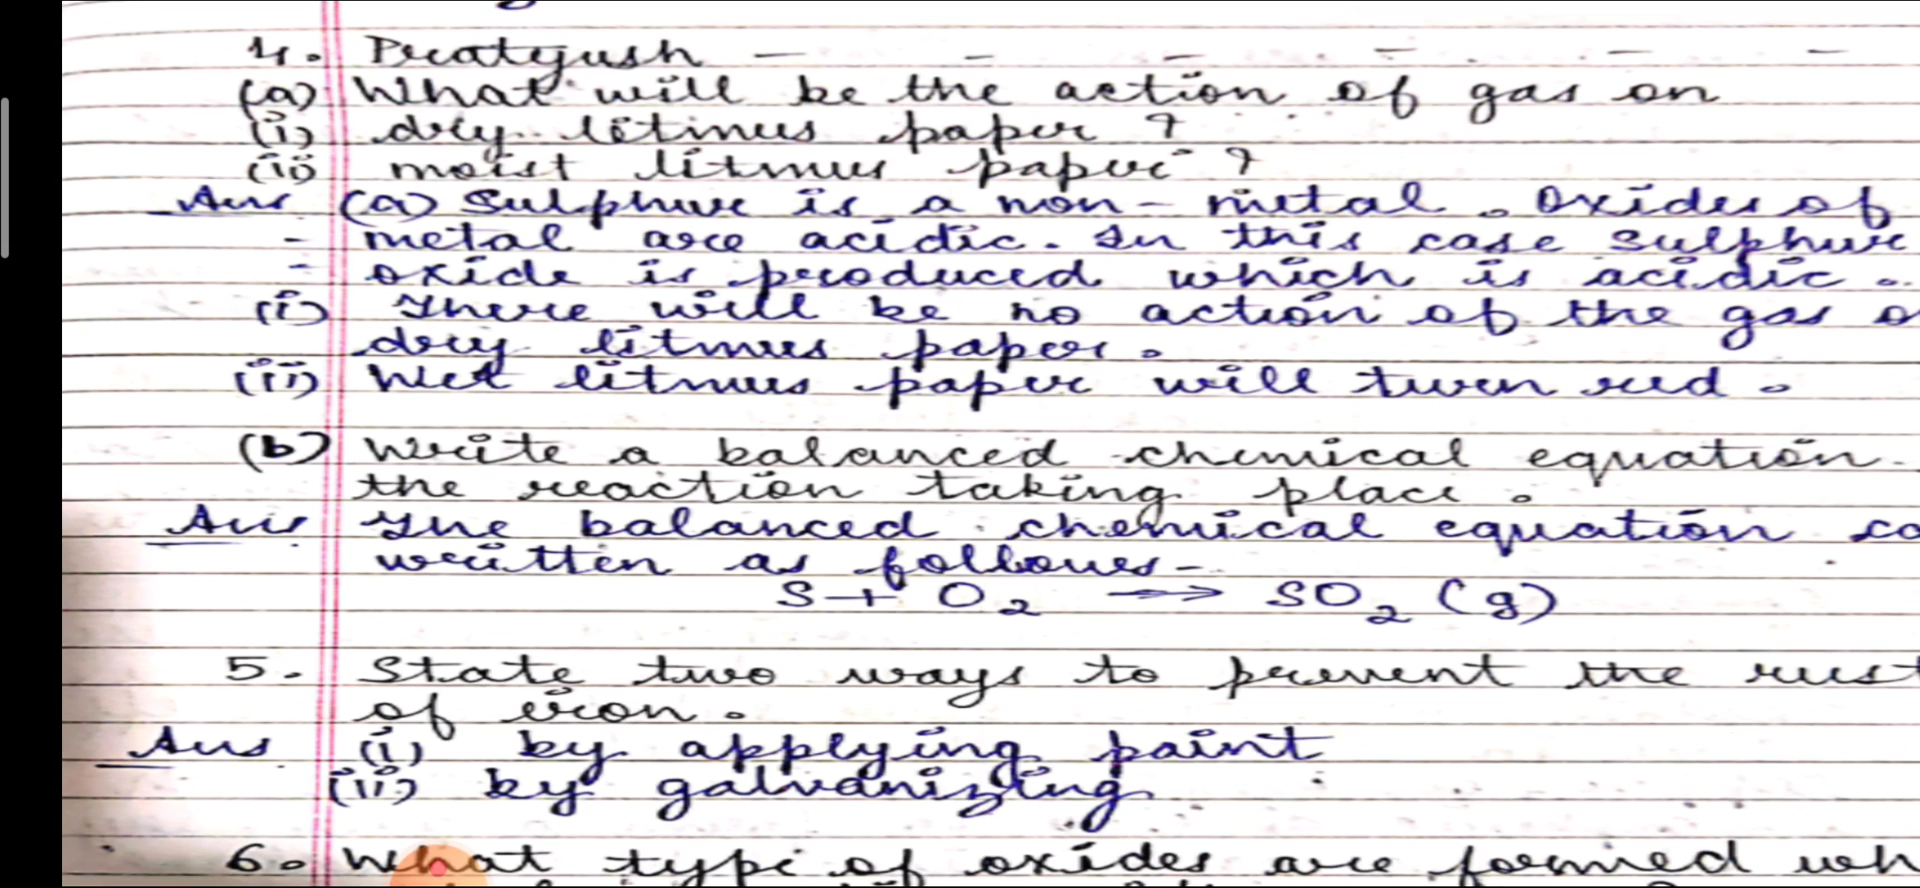 4. Pratyush - - - - - -
(a) What will be the action of gas on
(i) dry litmus paper ?
(ii) moist litmus paper ?
Ans (a) Sulphur is a non-metal. Oxides of
- metal are acidic. In this case Sulphur
- oxide is produced which is acidic.
(i) There will be no action of the gas o
dry litmus paper.
(ii) Wet litmus paper will turn red.
(b) Write a balanced chemical equation
the reaction taking place.
Ans The balanced chemical equation ca
written as follows-
S + O2 → SO2 (g)
5. State two ways to prevent the rust
of iron.
Ans (i) by applying paint
(ii) by galvanizing
6. What type of oxides are formed wh